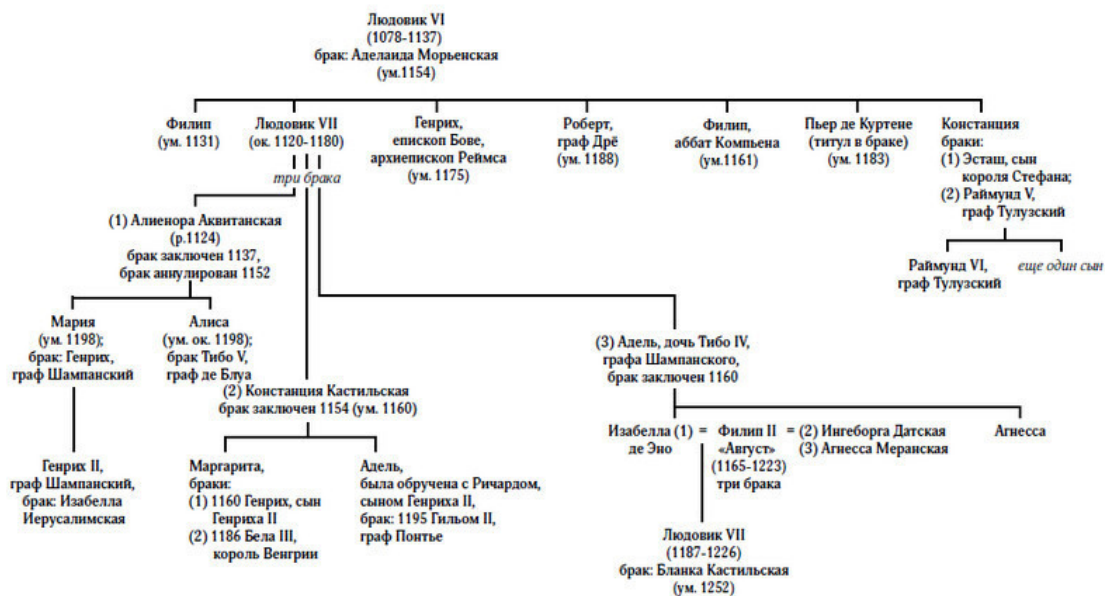 Людовик VI
(1078-1137)
брак: Аделаида Морьенская
(ум.1154)
Филип
(ум. 1131)
Людовик VII
(ок. 1120-1180)
Генрих,
епископ Бове,
архиепископ Реймса
(ум. 1175)
Роберт,
граф Дрё
(ум. 1188)
Филип,
аббат Компьена
(ум.1161)
Пьер де Куртене
(титул в браке)
ум. 1183)
Констанция
браки:
(1) Эсташ, сын
короля Стефана;
(2) Раймунд V,
граф Тулузский
три брака
(1) Алиенора Аквитанская
(р.1124)
брак заключен 1137,
брак аннулирован 1152
Раймунд VI,
граф Тулузский
еще один сын
Мария
(ум. 1198);
брак: Генрих,
граф Шампанский
Алиса
(ум. ок. 1198);
брак Тибо V,
граф де Блуа
(3) Адель, дочь Тибо IV,
графа Шампанского,
брак заключен 1160
(2) Констанция Кастильская
брак заключен 1154 (ум. 1160)
Изабелла (1) = Филип II = (2) Ингеборга Датская
де Эно «Август» (3) Агнесса Меранская
(1165-1223)
три брака
Агнесса
Генрих II,
граф Шампанский,
брак: Изабелла
Иерусалимская
Маргарита,
браки:
(1) 1160 Генрих, сын
Генриха II
(2) 1186 Бела III,
король Венгрии
Адель,
была обручена с Ричардом,
сыном Генриха II,
брак: 1195 Гильом II,
граф Понтье
Людовик VII
(1187-1226)
брак: Бланка Кастильская
(ум. 1252)